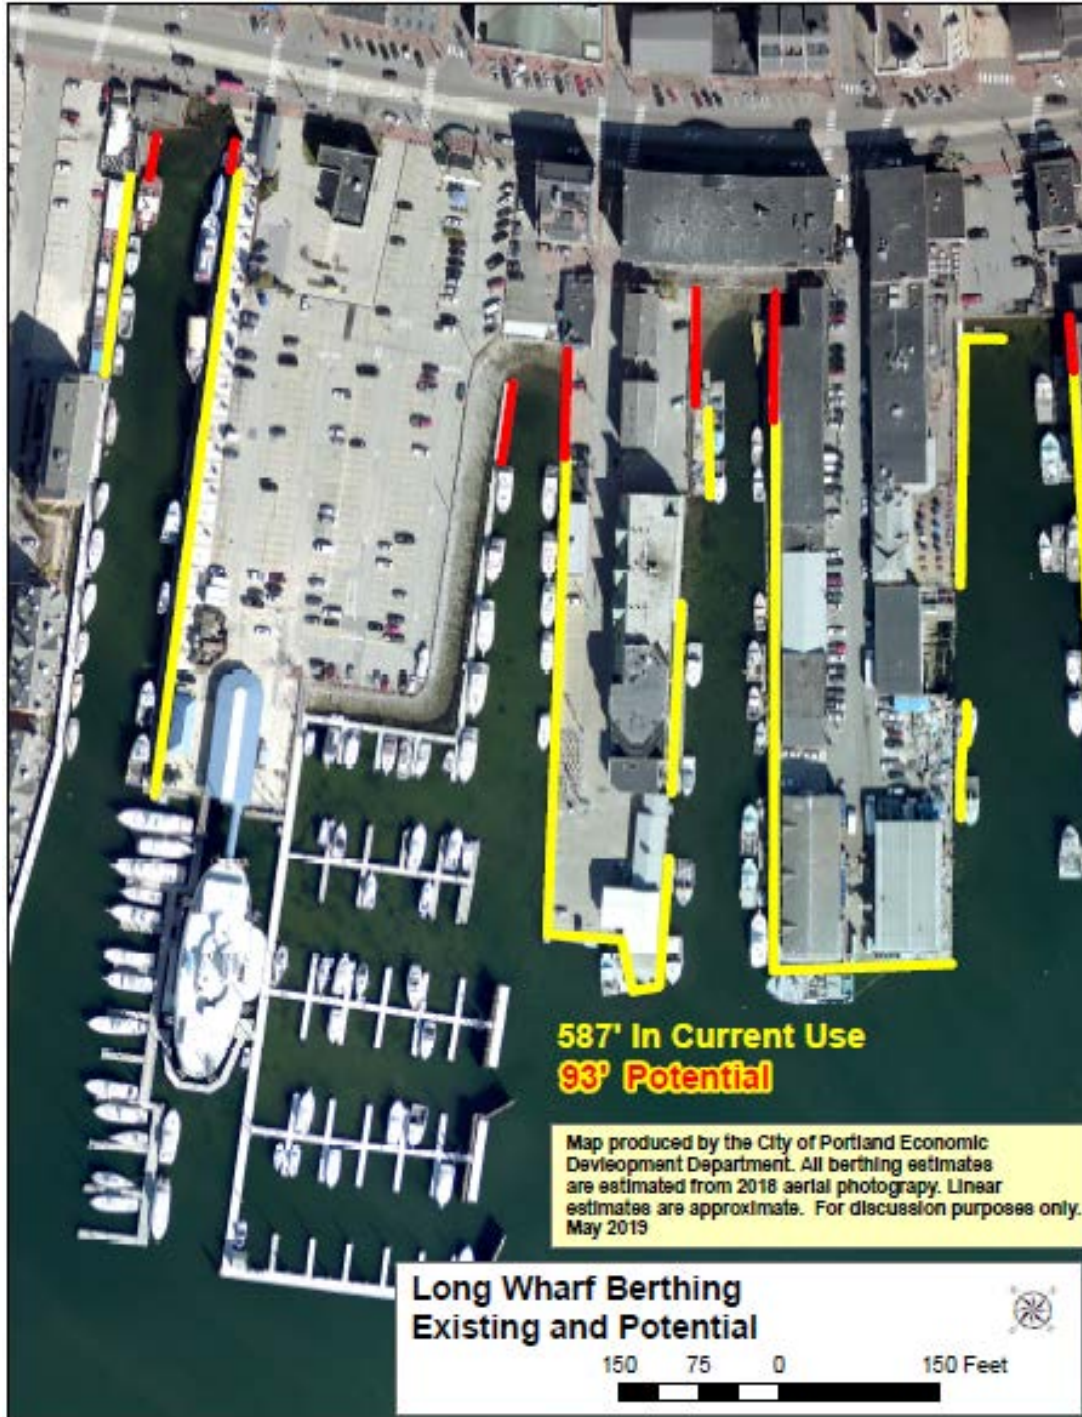 587' In Current Use
93' Potential
Map produced by the City of Portland Economic
Devleopment Department. All berthing estimates
are estimated from 2018 aerial photograpy. Linear
estimates are approximate. For discussion purposes only.
May 2019
Long Wharf Berthing
Existing and Potential
150 75 0 150 Feet